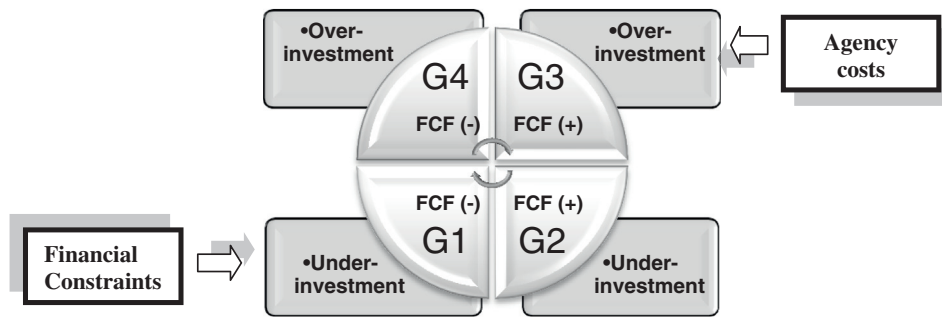 •Over-
investment
•Over-
investment
Agency
costs
G4
G3
FCF (-)
FCF (+)
FCF (-)
FCF (+)
G1
G2
Financial
Constraints
•Under-
investment
•Under-
investment